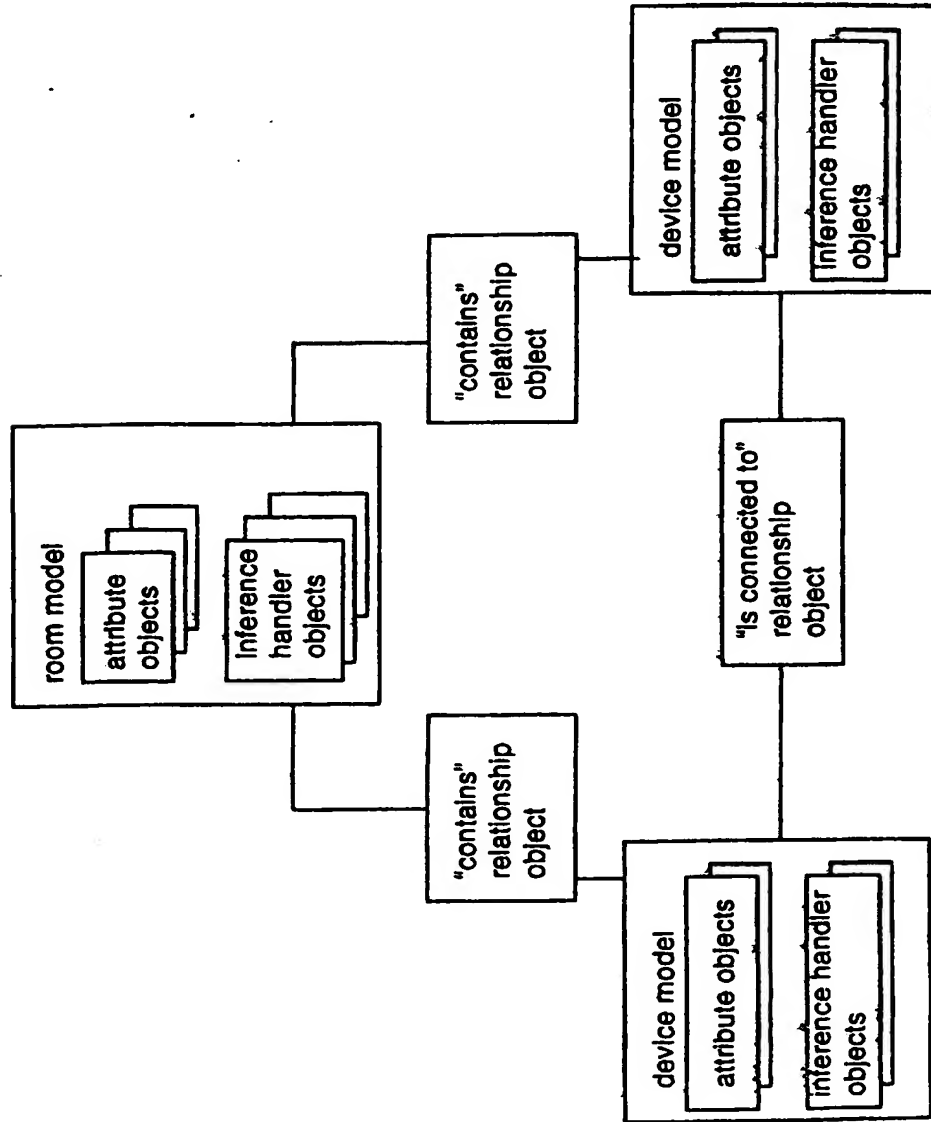 room model
attribute
objects
Inference
handler
objects
"contains"
relationship
object
"contains"
relationship
object
device model
attribute objects
inference handler
objects
"is connected to"
relationship
object
device model
attribute objects
Inference handler
objects